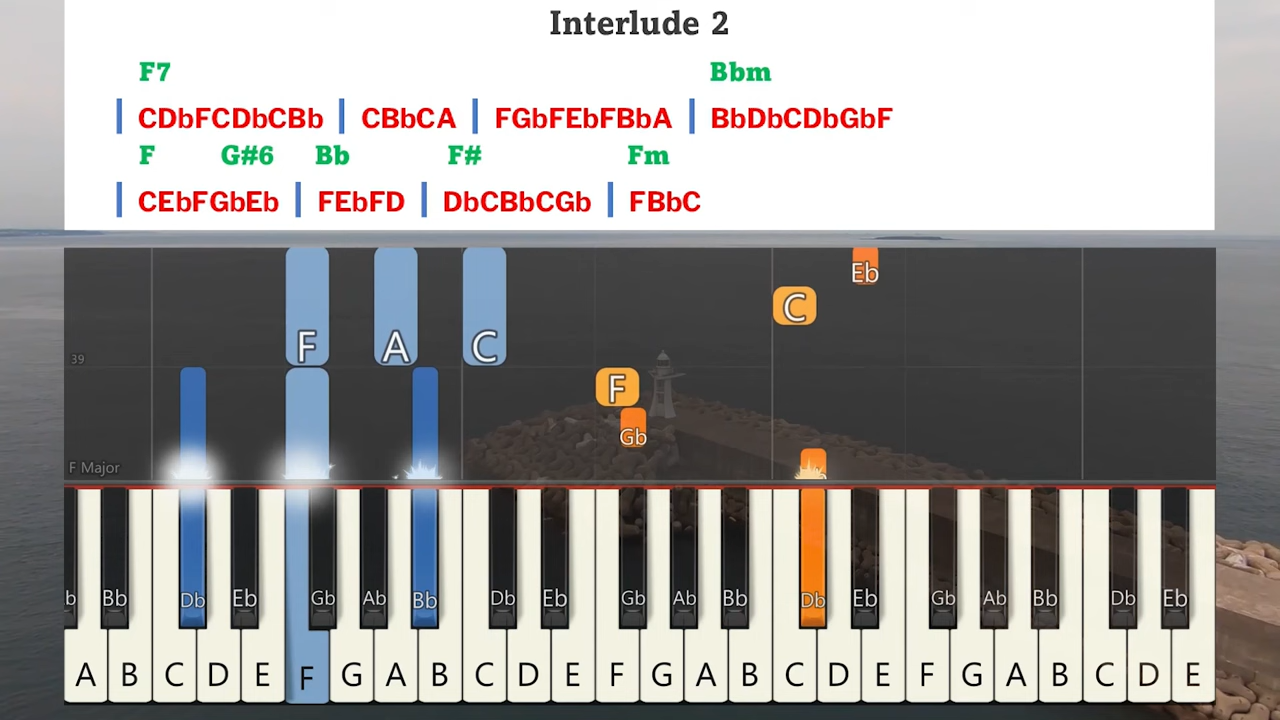 Interlude 2
F7 Bbm
| CDbFCDbCBb | CBbCA | FGbFEbFBbA | BbDbCDbGbF
F G#6 Bb F# Fm
| CEbFGbEb | FEbFD | DbCBbCGb | FBbC
Eb
C
F A C
39
F
Gb
F Major
b Bb Db Eb Gb Ab Bb Db Eb Gb Ab Bb Db Eb Gb Ab Bb Db Eb
A B C D E F G A B C D E F G A B C D E F G A B C D E